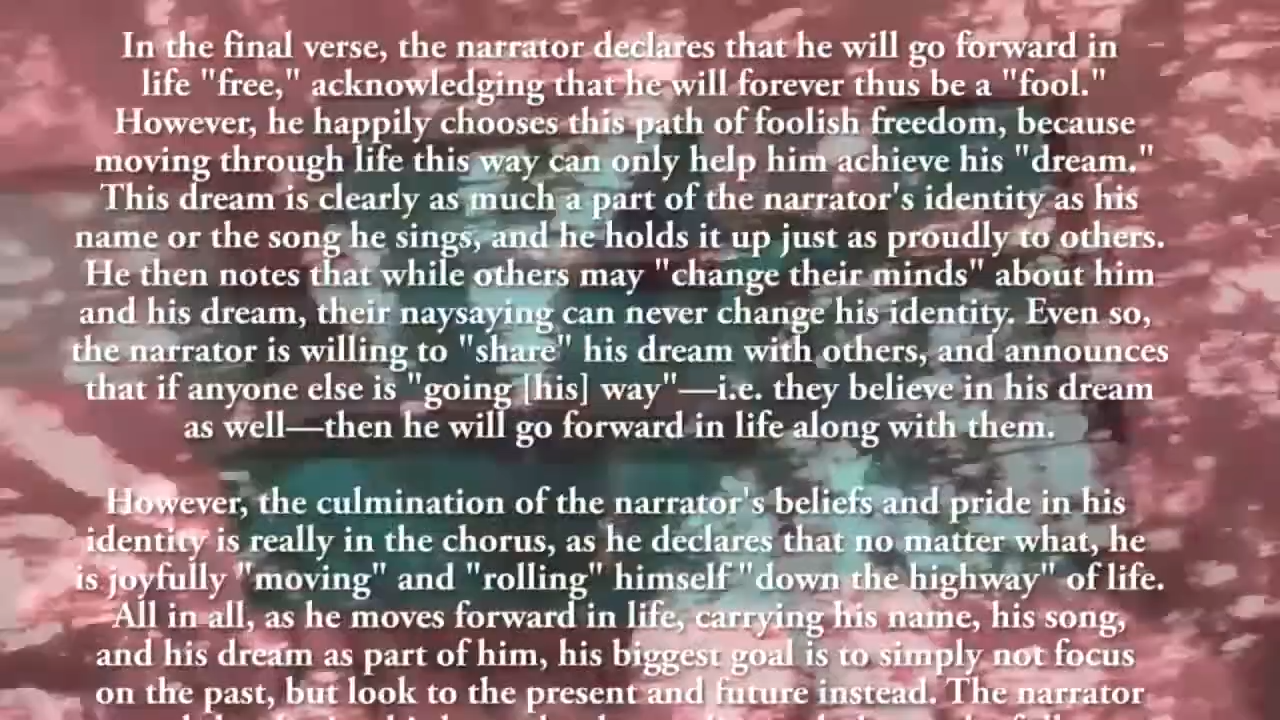 In the final verse, the narrator declares that he will go forward in
life "free," acknowledging that he will forever thus be a "fool."
However, he happily chooses this path of foolish freedom, because
moving through life this way can only help him achieve his "dream."
This dream is clearly as much a part of the narrator's identity as his
name or the song he sings, and he holds it up just as proudly to others.
He then notes that while others may "change their minds" about him
and his dream, their naysaying can never change his identity. Even so,
the narrator is willing to "share" his dream with others, and announces
that if anyone else is "going [his] way"—i.e. they believe in his dream
as well—then he will go forward in life along with them.
However, the culmination of the narrator's beliefs and pride in his
identity is really in the chorus, as he declares that no matter what, he
is joyfully "moving" and "rolling" himself "down the highway" of life.
All in all, as he moves forward in life, carrying his name, his song,
and his dream as part of him, his biggest goal is to simply not focus
on the past, but look to the present and future instead. The narrator